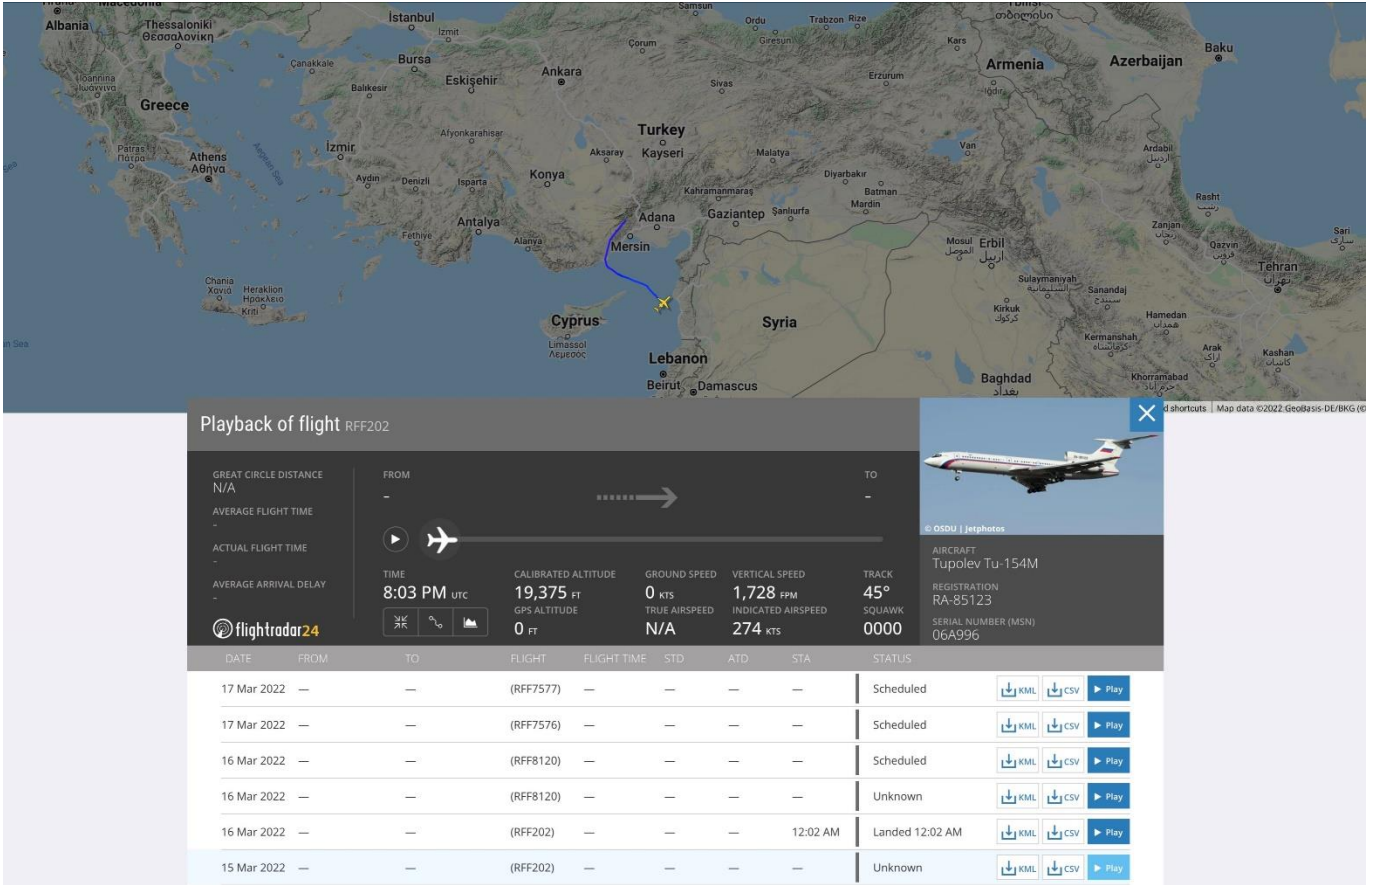 Albania
Thessaloniki
Θεσσαλονίκη
Istanbul
Izmit
Samsun
Ordu
Giresun
Trabzon
Rize
Kars
Armenia
Azerbaijan
Baku
Çanakkale
Bursa
Balıkesir
Eskişehir
Ankara
Çorum
Sivas
Erzurum
Iğdır
Ioannina
Greece
Turkey
Afyonkarahisar
Patras
Πάτρα
Athens
Αθήνα
Aegean Sea
İzmir
Aksaray
Kayseri
Malatya
Van
Ardabil
اردبیل
Aydın
Denizli
Isparta
Konya
Kahramanmaraş
Diyarbakır
Batman
Mardin
Rasht
رشت
Antalya
Adana
Gaziantep
Şanlıurfa
Fethiye
Alanya
Mersin
Mosul
الموصل
Erbil
أربيل
Zanjan
زنجان
Qazvin
قزوین
Sari
ساری
Tehran
تهران
Chania
Χανιά
Heraklion
Ηράκλειο
Kriti
Sulaymaniyah
السليمانية
Sanandaj
سنندج
Kirkuk
كركوك
Hamedan
همدان
Cyprus
Limassol
Λεμεσός
Syria
Kermanshah
کرمانشاه
Arak
اراک
Kashan
کاشان
Lebanon
Beirut
Damascus
Baghdad
بغداد
Khorramabad
خرم آباد
d shortcuts
Map data ©2022 GeoBasis-DE/BKG (©
Playback of flight RFF202
GREAT CIRCLE DISTANCE
N/A
AVERAGE FLIGHT TIME
-
ACTUAL FLIGHT TIME
-
AVERAGE ARRIVAL DELAY
-
flightradar24
FROM
-
TO
-
TIME
8:03 PM UTC
CALIBRATED ALTITUDE
19,375 FT
GPS ALTITUDE
0 FT
GROUND SPEED
0 KTS
TRUE AIRSPEED
N/A
VERTICAL SPEED
1,728 FPM
INDICATED AIRSPEED
274 KTS
TRACK
45°
SQUAWK
0000
© OSDU | Jetphotos
AIRCRAFT
Tupolev Tu-154M
REGISTRATION
RA-85123
SERIAL NUMBER (MSN)
06A996
DATE FROM TO FLIGHT FLIGHT TIME STD ATD STA STATUS
17 Mar 2022 — — (RFF7577) — — — — Scheduled KML CSV Play
17 Mar 2022 — — (RFF7576) — — — — Scheduled KML CSV Play
16 Mar 2022 — — (RFF8120) — — — — Scheduled KML CSV Play
16 Mar 2022 — — (RFF8120) — — — — Unknown KML CSV Play
16 Mar 2022 — — (RFF202) — — — 12:02 AM Landed 12:02 AM KML CSV Play
15 Mar 2022 — — (RFF202) — — — — Unknown KML CSV Play